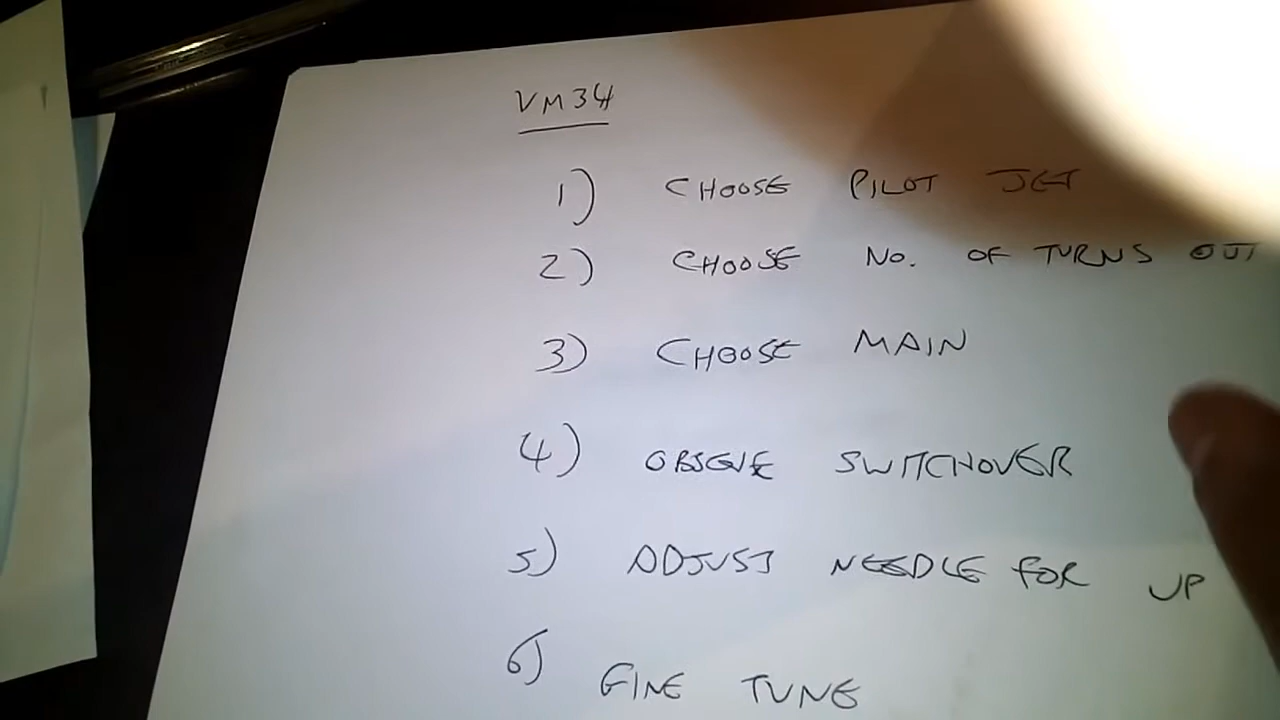 VM34
1) CHOOSE PILOT JET
2) CHOOSE No. OF TURNS OUT
3) CHOOSE MAIN
4) OBSEVE SWITCHOVER
5) ADJUST NEEDLE FOR UP
6) FINE TUNE